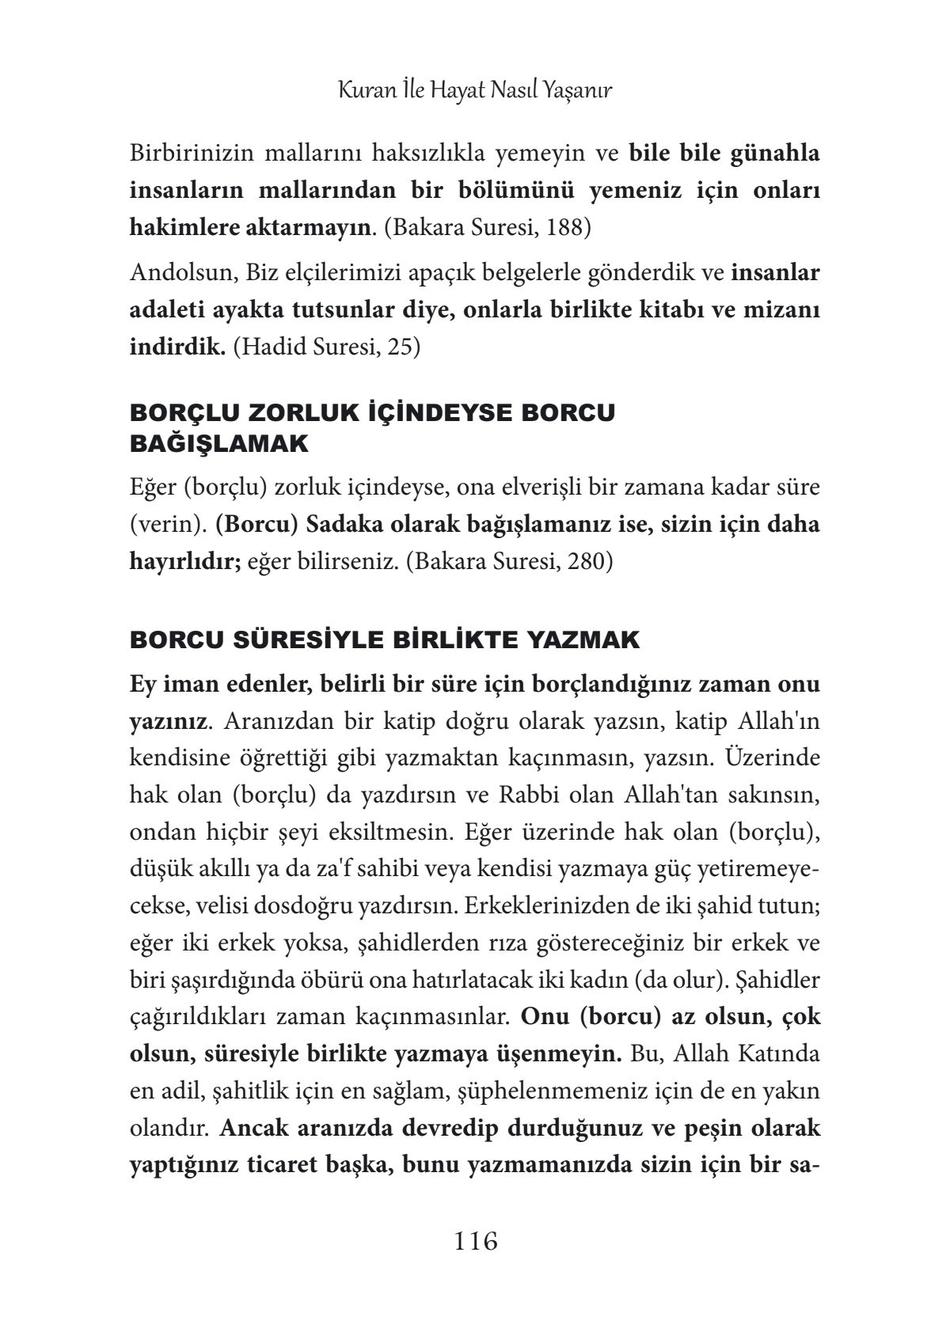 Kuran İle Hayat Nasıl Yaşanır
Birbirinizin mallarını haksızlıkla yemeyin ve bile bile günahla
insanların mallarından bir bölümünü yemeniz için onları
hakimlere aktarmayın. (Bakara Suresi, 188)
Andolsun, Biz elçilerimizi apaçık belgelerle gönderdik ve insanlar
adaleti ayakta tutsunlar diye, onlarla birlikte kitabı ve mizanı
indirdik. (Hadid Suresi, 25)
BORÇLU ZORLUK İÇİNDEYSE BORCU
BAĞIŞLAMAK
Eğer (borçlu) zorluk içindeyse, ona elverişli bir zamana kadar süre
(verin). (Borcu) Sadaka olarak bağışlamanız ise, sizin için daha
hayırlıdır; eğer bilirseniz. (Bakara Suresi, 280)
BORCU SÜRESİYLE BİRLİKTE YAZMAK
Ey iman edenler, belirli bir süre için borçlandığınız zaman onu
yazınız. Aranızdan bir katip doğru olarak yazsın, katip Allah'ın
kendisine öğrettiği gibi yazmaktan kaçınmasın, yazsın. Üzerinde
hak olan (borçlu) da yazdırsın ve Rabbi olan Allah'tan sakınsın,
ondan hiçbir şeyi eksiltmesin. Eğer üzerinde hak olan (borçlu),
düşük akıllı ya da za'f sahibi veya kendisi yazmaya güç yetiremeye-
cekse, velisi dosdoğru yazdırsın. Erkeklerinizden de iki şahid tutun;
eğer iki erkek yoksa, şahidlerden rıza göstereceğiniz bir erkek ve
biri şaşırdığında öbürü ona hatırlatacak iki kadın (da olur). Şahidler
çağırıldıkları zaman kaçınmasınlar. Onu (borcu) az olsun, çok
olsun, süresiyle birlikte yazmaya üşenmeyin. Bu, Allah Katında
en adil, şahitlik için en sağlam, şüphelenmemeniz için de en yakın
olandır. Ancak aranızda devredip durduğunuz ve peşin olarak
yaptığınız ticaret başka, bunu yazmamanızda sizin için bir sa-
116